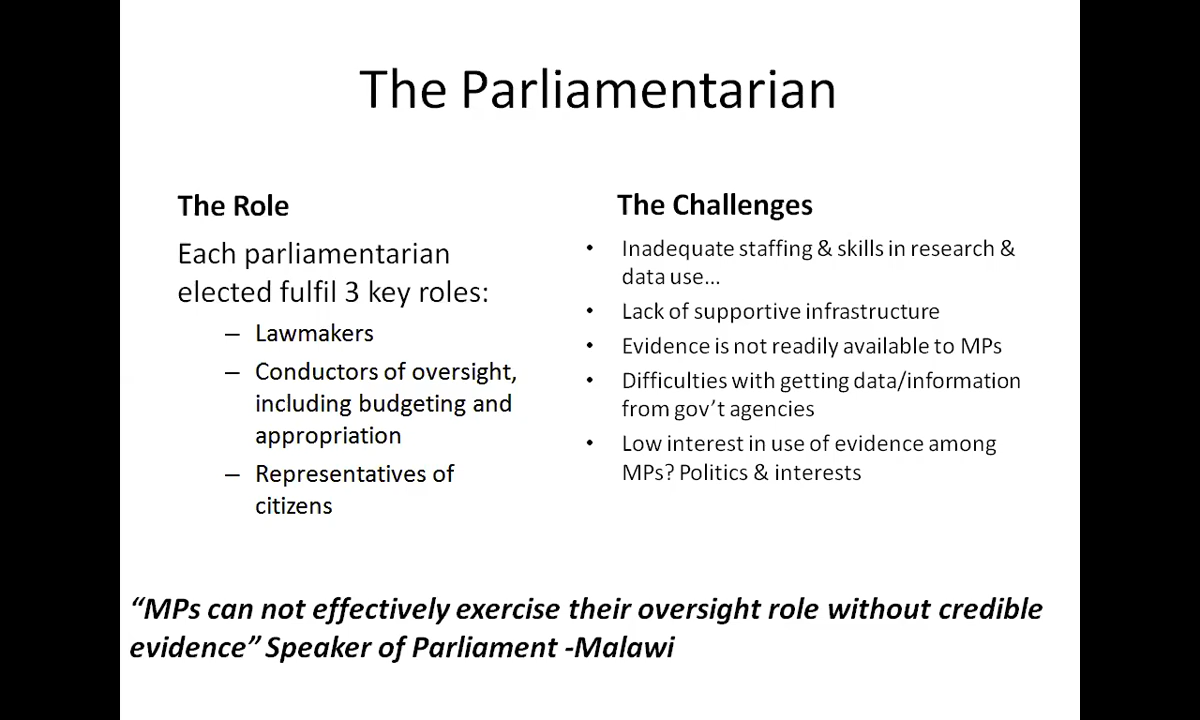 The Parliamentarian
The Role
Each parliamentarian
elected fulfil 3 key roles:
– Lawmakers
– Conductors of oversight,
including budgeting and
appropriation
– Representatives of
citizens
The Challenges
• Inadequate staffing & skills in research &
data use...
• Lack of supportive infrastructure
• Evidence is not readily available to MPs
• Difficulties with getting data/information
from gov’t agencies
• Low interest in use of evidence among
MPs? Politics & interests
“MPs can not effectively exercise their oversight role without credible
evidence” Speaker of Parliament -Malawi